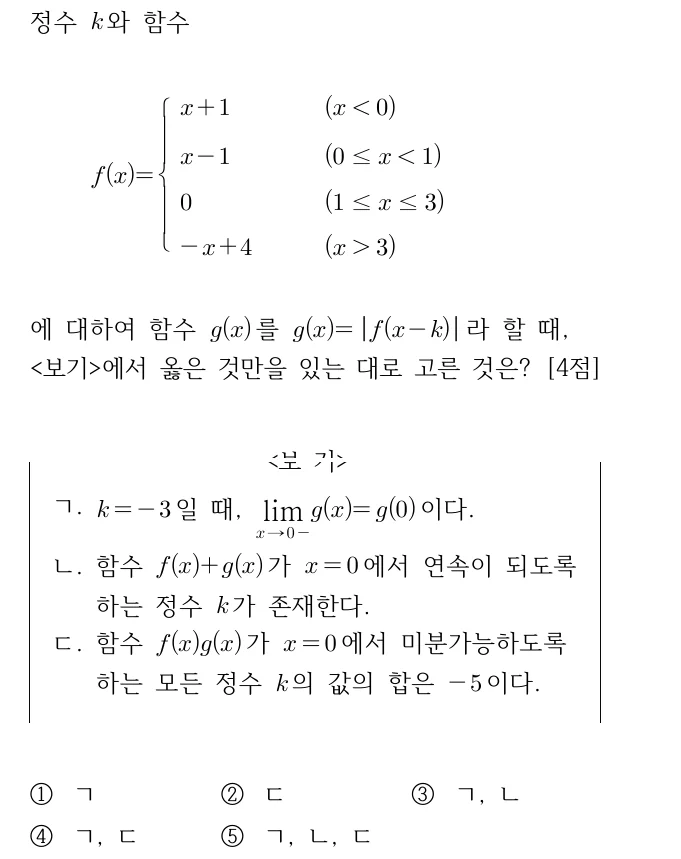 정수 k와 함수
x+1 (x < 0)
x-1 (0 ≤ x < 1)
f(x)=
0 (1 ≤ x ≤ 3)
-x+4 (x > 3)
에 대하여 함수 g(x)를 g(x)= |f(x-k)| 라 할 때,
<보기>에서 옳은 것만을 있는 대로 고른 것은? [4점]
<보 기>
ㄱ. k=-3일 때, lim g(x)= g(0)이다.
x→0-
ㄴ. 함수 f(x)+g(x)가 x=0에서 연속이 되도록
하는 정수 k가 존재한다.
ㄷ. 함수 f(x)g(x)가 x=0에서 미분가능하도록
하는 모든 정수 k의 값의 합은 -5이다.
① ㄱ ② ㄷ ③ ㄱ, ㄴ
④ ㄱ, ㄷ ⑤ ㄱ, ㄴ, ㄷ